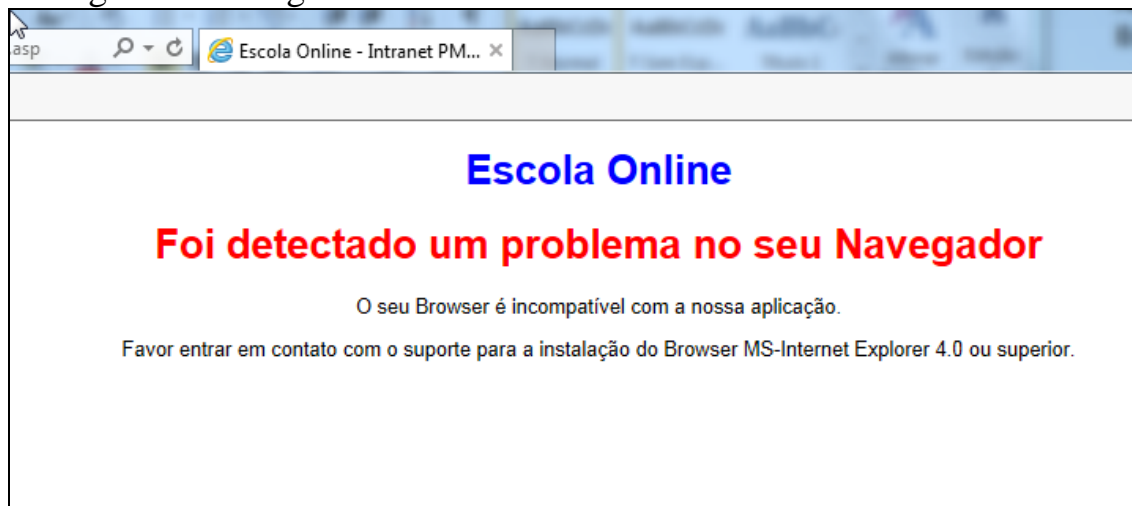 .asp
Escola Online - Intranet PM...
Escola Online
Foi detectado um problema no seu Navegador
O seu Browser é incompatível com a nossa aplicação.
Favor entrar em contato com o suporte para a instalação do Browser MS-Internet Explorer 4.0 ou superior.